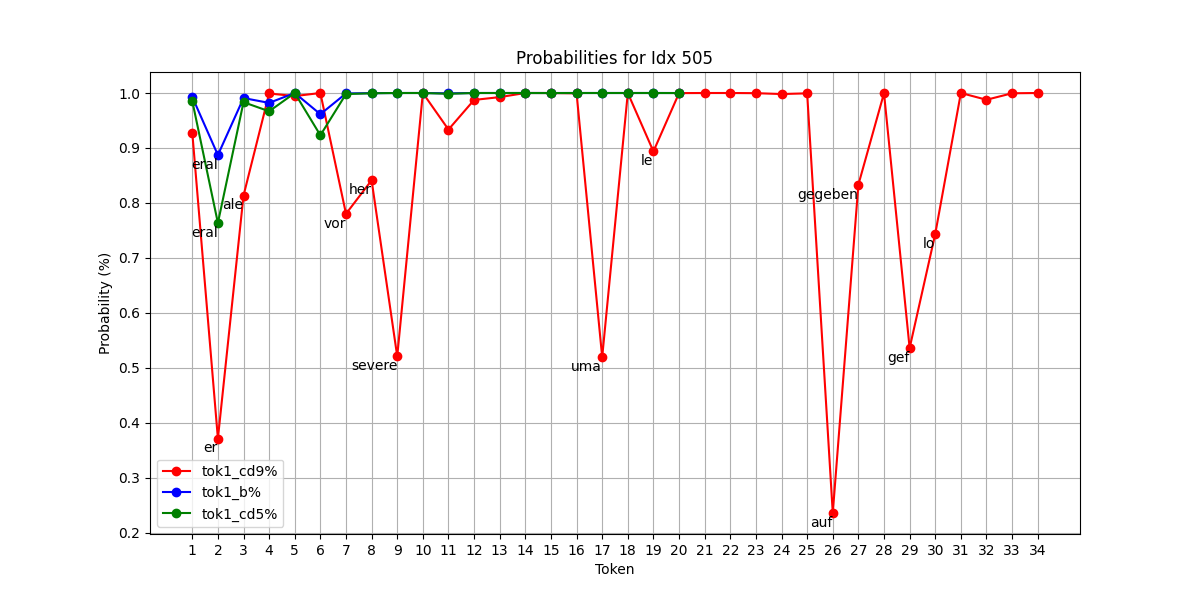 Probabilities for Idx 505
Probability (%)
1.0
0.9
0.8
0.7
0.6
0.5
0.4
0.3
0.2
eral
ale
eral
her
vor
er
severe
uma
le
gegeben
auf
gef
lo
tok1_cd9%
tok1_b%
tok1_cd5%
1 2 3 4 5 6 7 8 9 10 11 12 13 14 15 16 17 18 19 20 21 22 23 24 25 26 27 28 29 30 31 32 33 34
Token